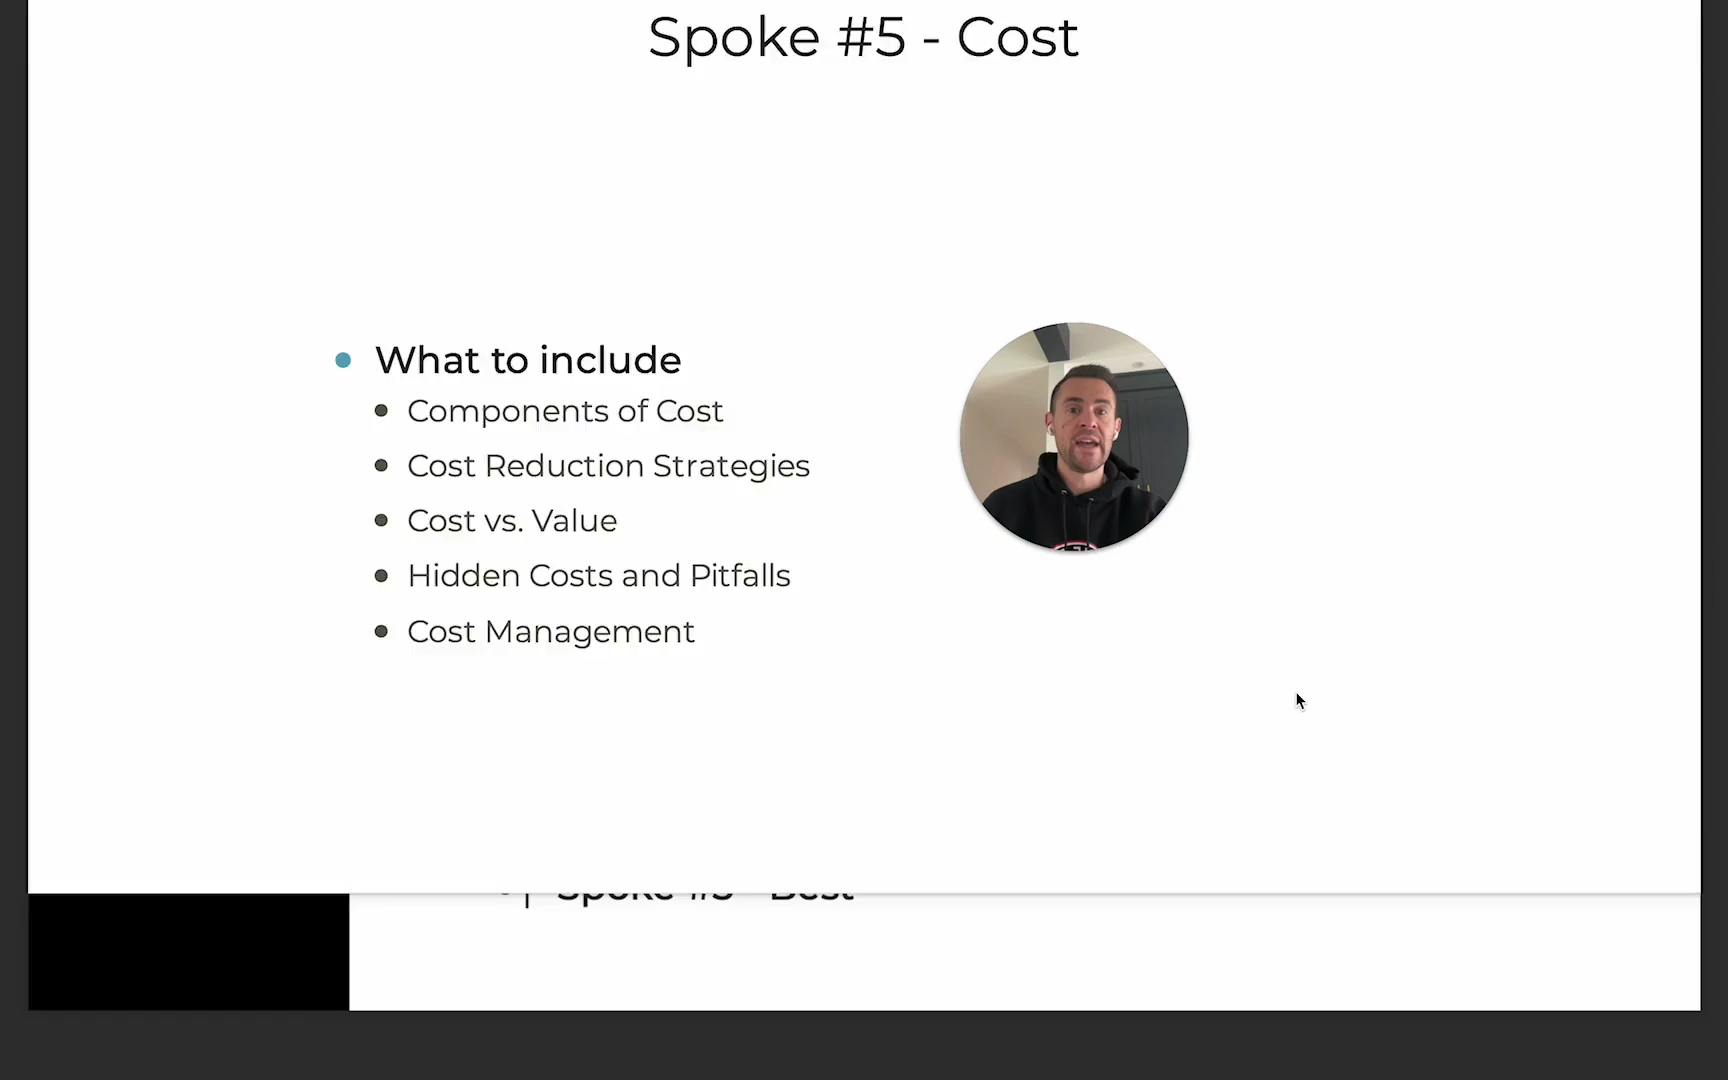 Spoke #5 - Cost
What to include
Components of Cost
Cost Reduction Strategies
Cost vs. Value
Hidden Costs and Pitfalls
Cost Management
Spoke - Best